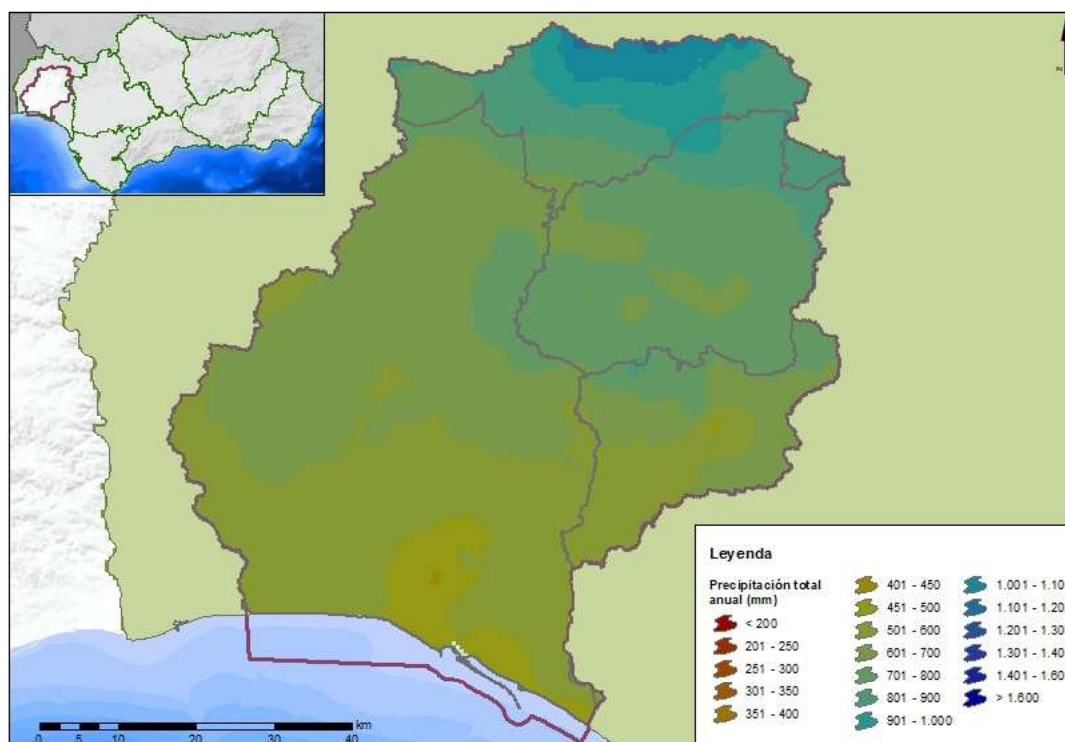 Leyenda
Precipitación total
anual (mm)
< 200
201 - 250
251 - 300
301 - 350
351 - 400
401 - 450
451 - 500
501 - 600
601 - 700
701 - 800
801 - 900
901 - 1.000
1.001 - 1.10
1.101 - 1.20
1.201 - 1.30
1.301 - 1.40
1.401 - 1.60
> 1.600
km
0 5 10 20 30 40